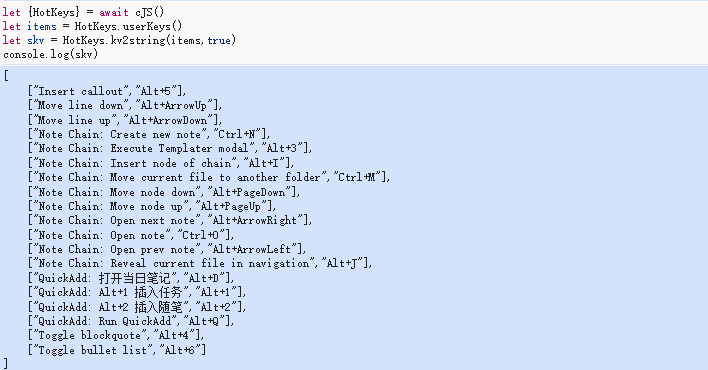 let {HotKeys} = await cJS()
let items = HotKeys.userKeys()
let skv = HotKeys.kv2string(items,true)
console.log(skv)
[
    ["Insert callout","Alt+5"],
    ["Move line down","Alt+ArrowUp"],
    ["Move line up","Alt+ArrowDown"],
    ["Note Chain: Create new note","Ctrl+N"],
    ["Note Chain: Execute Templater modal","Alt+3"],
    ["Note Chain: Insert node of chain","Alt+I"],
    ["Note Chain: Move current file to another folder","Ctrl+M"],
    ["Note Chain: Move node down","Alt+PageDown"],
    ["Note Chain: Move node up","Alt+PageUp"],
    ["Note Chain: Open next note","Alt+ArrowRight"],
    ["Note Chain: Open note","Ctrl+O"],
    ["Note Chain: Open prev note","Alt+ArrowLeft"],
    ["Note Chain: Reveal current file in navigation","Alt+J"],
    ["QuickAdd: 打开当日笔记","Alt+D"],
    ["QuickAdd: Alt+1 插入任务","Alt+1"],
    ["QuickAdd: Alt+2 插入随笔","Alt+2"],
    ["QuickAdd: Run QuickAdd","Alt+Q"],
    ["Toggle blockquote","Alt+4"],
    ["Toggle bullet list","Alt+6"]
]